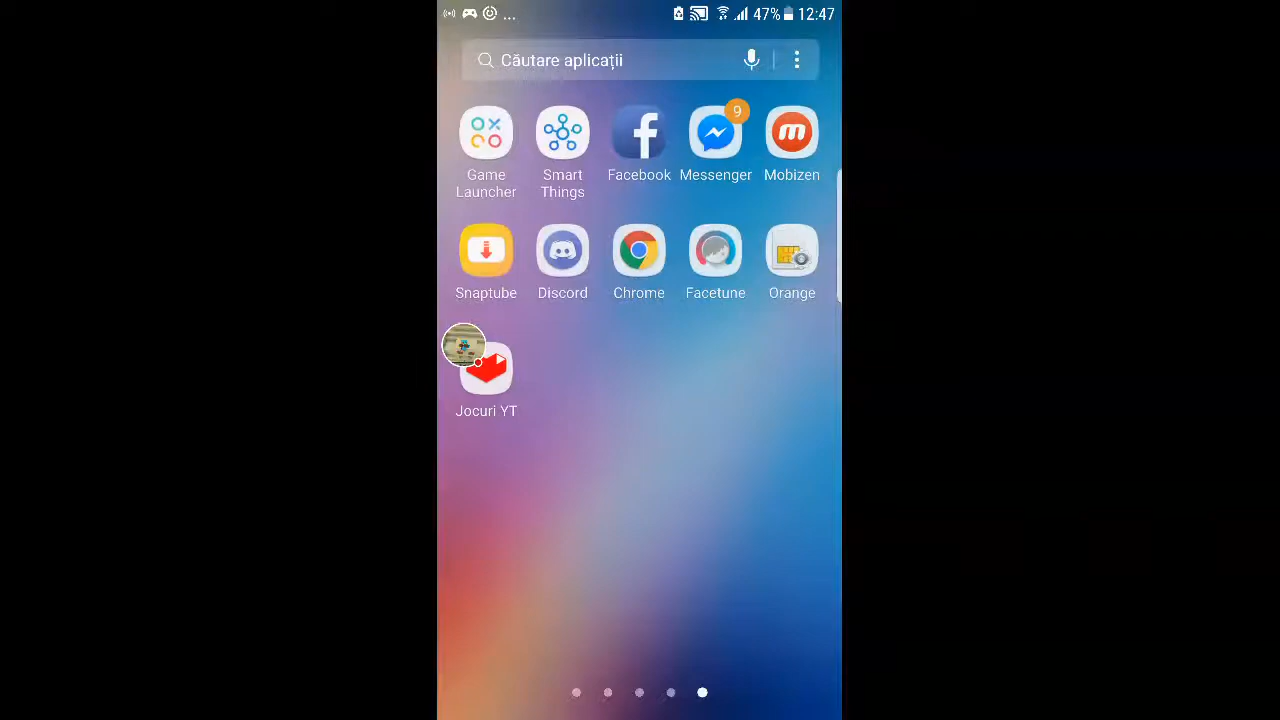 ... 47% 12:47
Căutare aplicații
9
Game Launcher
Smart Things
Facebook
Messenger
Mobizen
Snaptube
Discord
Chrome
Facetune
Orange
Jocuri YT